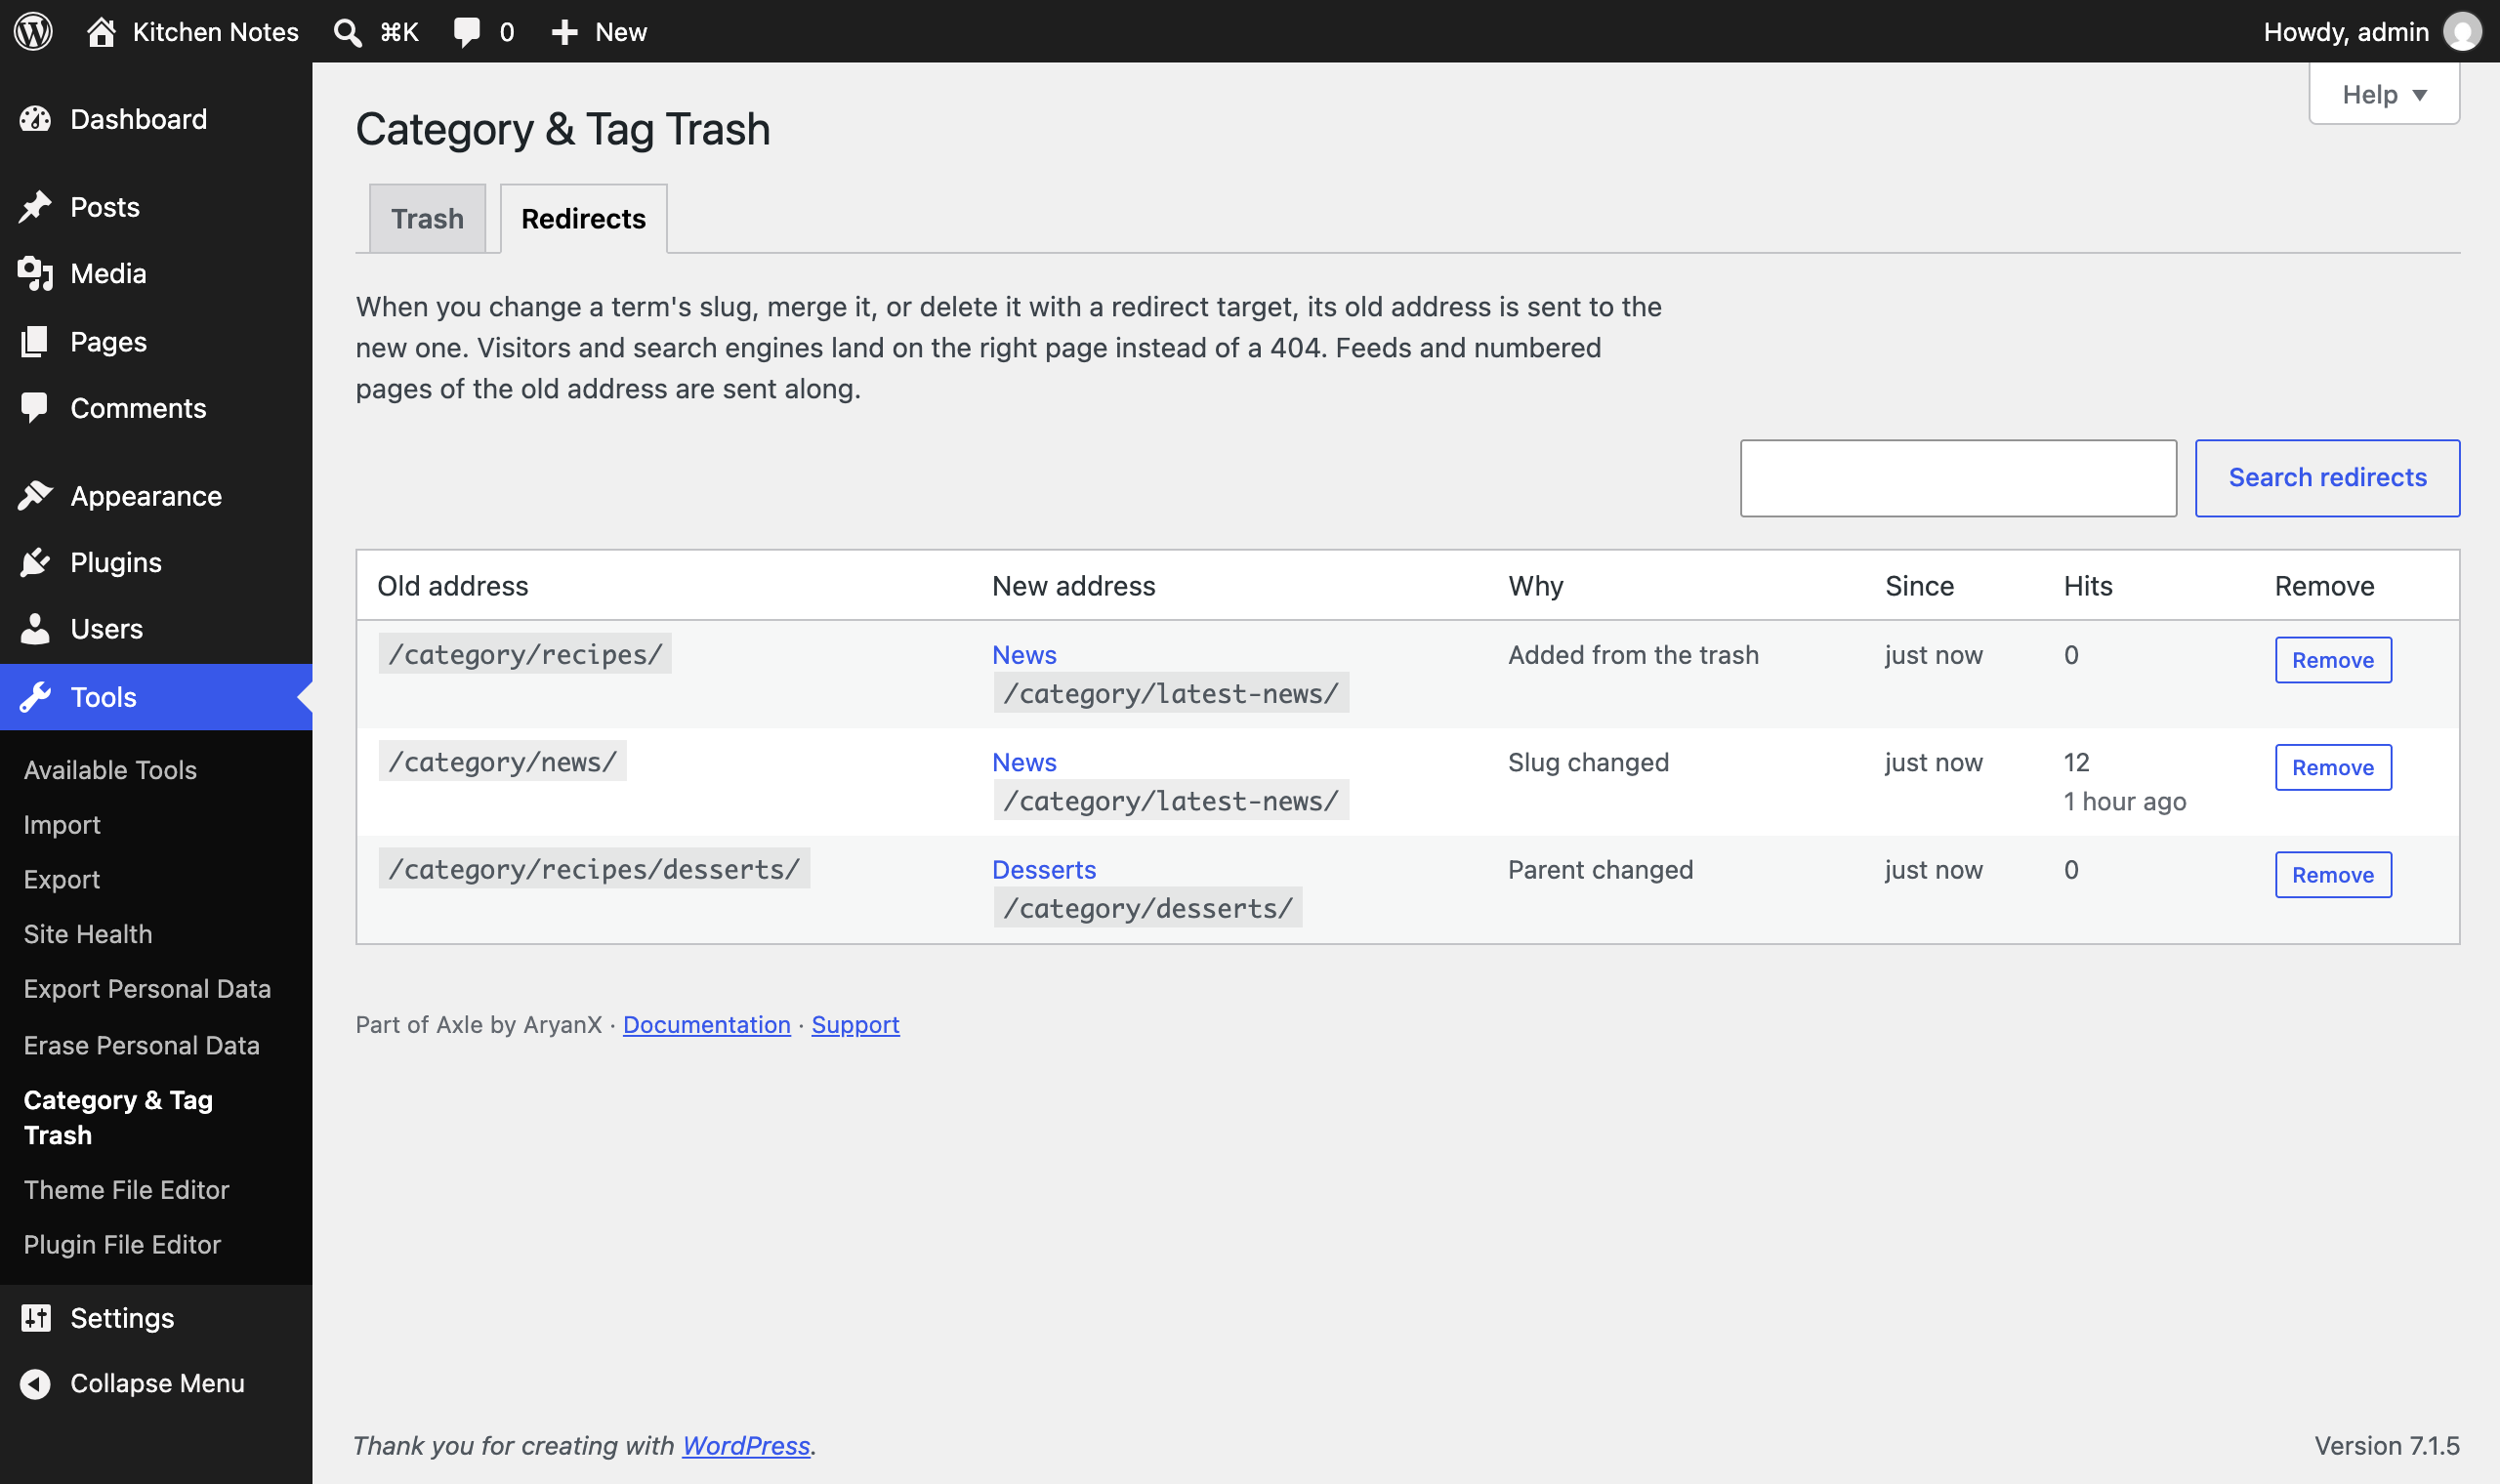 Kitchen Notes
⌘K
0
New
Howdy, admin
Help
Dashboard
Posts
Media
Pages
Comments
Appearance
Plugins
Users
Tools
Available Tools
Import
Export
Site Health
Export Personal Data
Erase Personal Data
Category & Tag
Trash
Theme File Editor
Plugin File Editor
Settings
Collapse Menu
Category & Tag Trash
Trash
Redirects
When you change a term's slug, merge it, or delete it with a redirect target, its old address is sent to the
new one. Visitors and search engines land on the right page instead of a 404. Feeds and numbered
pages of the old address are sent along.
Search redirects
Old address New address Why Since Hits Remove
/category/recipes/ News Added from the trash just now 0 Remove
/category/latest-news/
/category/news/ News Slug changed just now 12 Remove
/category/latest-news/ 1 hour ago
/category/recipes/desserts/ Desserts Parent changed just now 0 Remove
/category/desserts/
Part of Axle by AryanX · Documentation · Support
Thank you for creating with WordPress.
Version 7.1.5